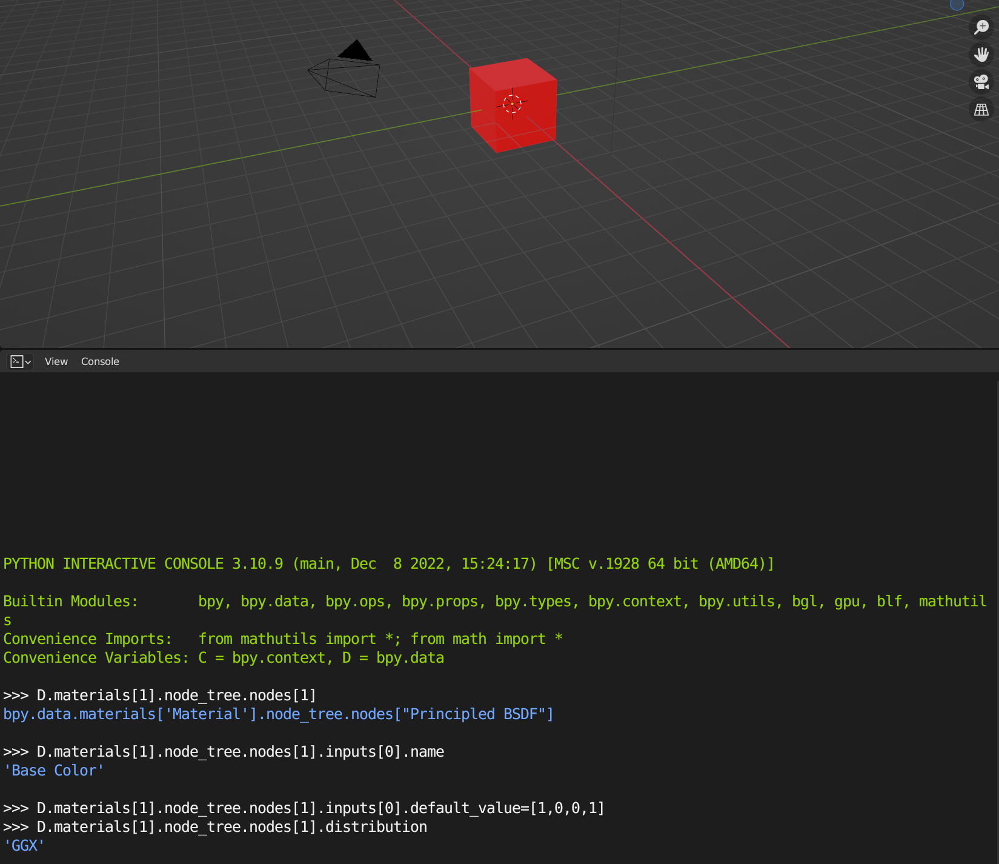 View Console
PYTHON INTERACTIVE CONSOLE 3.10.9 (main, Dec  8 2022, 15:24:17) [MSC v.1928 64 bit (AMD64)]
Builtin Modules:       bpy, bpy.data, bpy.ops, bpy.props, bpy.types, bpy.context, bpy.utils, bgl, gpu, blf, mathutil
s
Convenience Imports:   from mathutils import *; from math import *
Convenience Variables: C = bpy.context, D = bpy.data
>>> D.materials[1].node_tree.nodes[1]
bpy.data.materials['Material'].node_tree.nodes["Principled BSDF"]
>>> D.materials[1].node_tree.nodes[1].inputs[0].name
'Base Color'
>>> D.materials[1].node_tree.nodes[1].inputs[0].default_value=[1,0,0,1]
>>> D.materials[1].node_tree.nodes[1].distribution
'GGX'